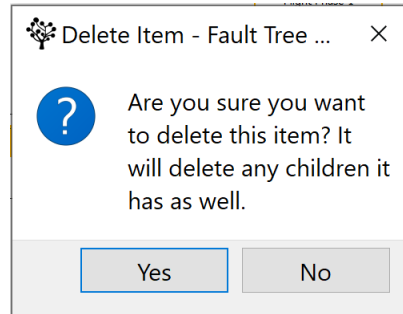 Delete Item - Fault Tree ...
Are you sure you want
to delete this item? It
will delete any children it
has as well.
Yes
No